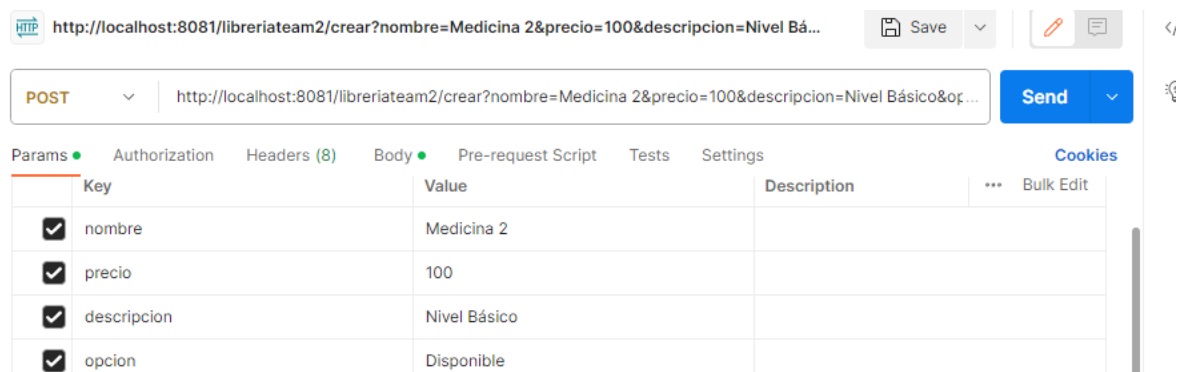 HTTP http://localhost:8081/libreriateam2/crear?nombre=Medicina 2&precio=100&descripcion=Nivel Bá... Save
POST http://localhost:8081/libreriateam2/crear?nombre=Medicina 2&precio=100&descripcion=Nivel Básico&op... Send
Params Authorization Headers (8) Body Pre-request Script Tests Settings Cookies
Key Value Description ••• Bulk Edit
nombre Medicina 2
precio 100
descripcion Nivel Básico
opcion Disponible